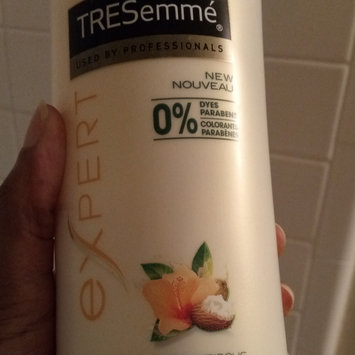 TRESemmé®
USED BY PROFESSIONALS
NEW
NOUVEAU
0%
DYES
PARABENS
COLORANTS
PARABÈNES
EXPERT